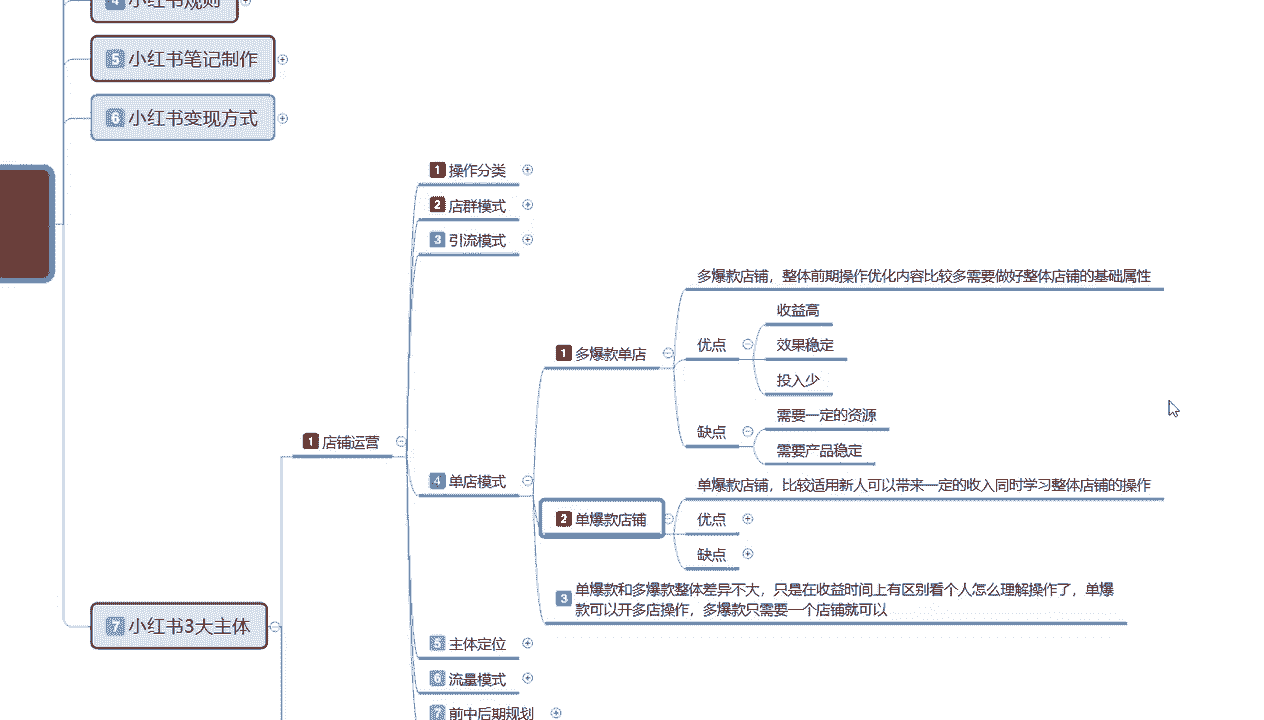 4 小红书规则
5 小红书笔记制作
6 小红书变现方式
1 操作分类
2 店群模式
3 引流模式
多爆款店铺，整体前期操作优化内容比较多需要做好整体店铺的基础属性
收益高
优点
效果稳定
1 多爆款单店
投入少
需要一定的资源
缺点
需要产品稳定
1 店铺运营
4 单店模式
单爆款店铺，比较适用新人可以带来一定的收入同时学习整体店铺的操作
2 单爆款店铺
优点
缺点
3 单爆款和多爆款整体差异不大，只是在收益时间上有区别看个人怎么理解操作了，单爆
款可以开多店操作，多爆款只需要一个店铺就可以
7 小红书3大主体
5 主体定位
6 流量模式
7 前中后期规划